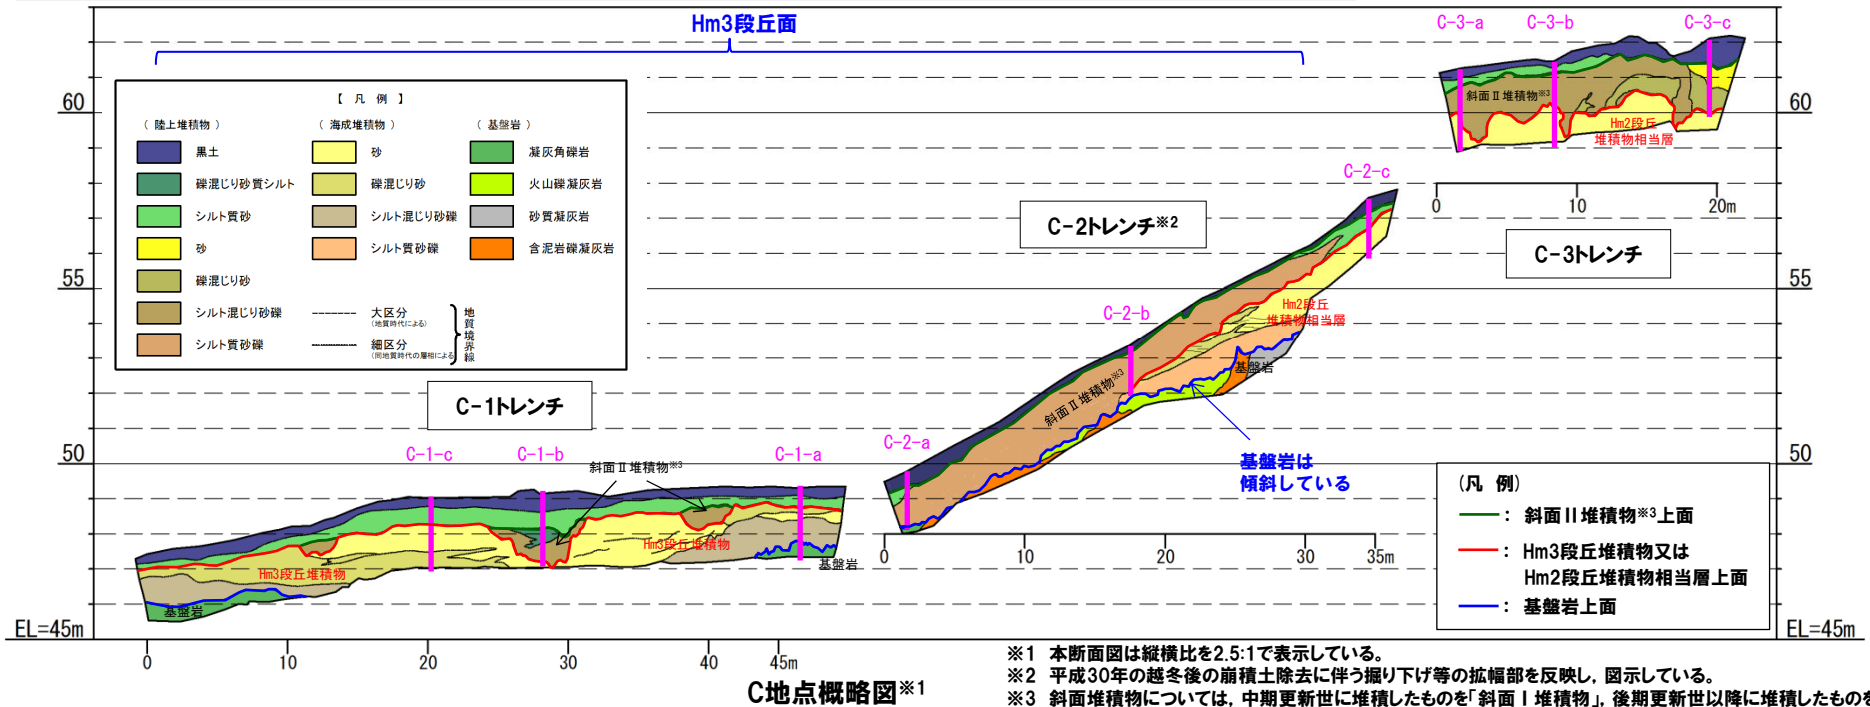 Hm3段丘面
C-3-a
C-3-b
C-3-c
【 凡 例 】
( 陸上堆積物 )
( 海成堆積物 )
( 基盤岩 )
黒土
砂
凝灰角礫岩
礫混じり砂質シルト
礫混じり砂
火山礫凝灰岩
シルト質砂
シルト混じり砂礫
砂質凝灰岩
砂
シルト質砂礫
含泥岩礫凝灰岩
礫混じり砂
シルト混じり砂礫
シルト質砂礫
大区分
(地質時代による)
細区分
(同地質時代の層相による)
地質境界線
60
55
50
EL=45m
60
55
50
EL=45m
斜面Ⅱ堆積物※3
Hm2段丘
堆積物相当層
0
10
20m
C-3トレンチ
C-2-c
C-2トレンチ※2
C-2-b
Hm2段丘
堆積物相当層
基盤岩
斜面Ⅱ堆積物※3
C-2-a
基盤岩は
傾斜している
0
10
20
30
35m
C-1トレンチ
C-1-c
C-1-b
C-1-a
斜面Ⅱ堆積物※3
Hm3段丘堆積物
Hm3段丘堆積物
基盤岩
基盤岩
0
10
20
30
40
45m
(凡 例)
: 斜面Ⅱ堆積物※3上面
: Hm3段丘堆積物又は
Hm2段丘堆積物相当層上面
: 基盤岩上面
C地点概略図※1
※1 本断面図は縦横比を2.5:1で表示している。
※2 平成30年の越冬後の崩積土除去に伴う掘り下げ等の拡幅部を反映し, 図示している。
※3 斜面堆積物については, 中期更新世に堆積したものを「斜面Ⅰ堆積物」, 後期更新世以降に堆積したものを